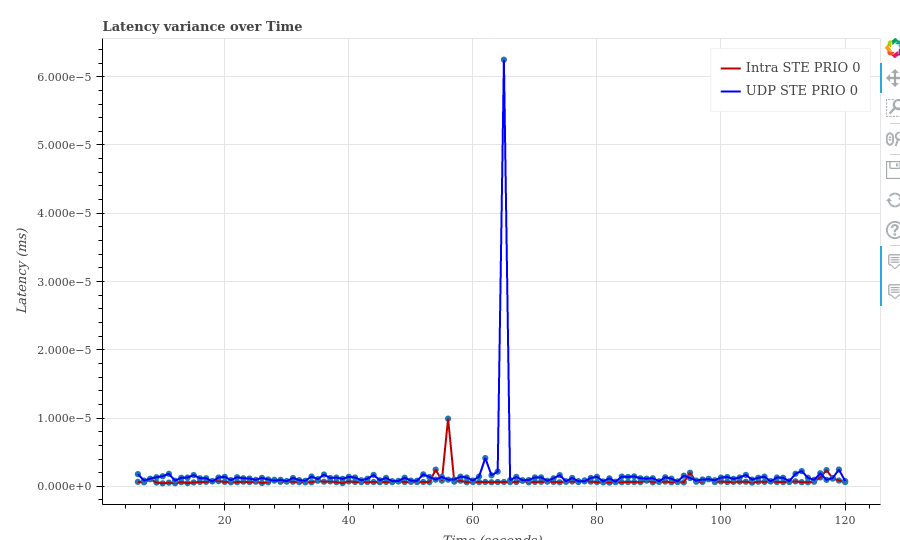 Latency variance over Time
Intra STE PRIO 0
UDP STE PRIO 0
6.000e−5
5.000e−5
4.000e−5
3.000e−5
2.000e−5
1.000e−5
0.000e+0
Latency (ms)
20 40 60 80 100 120
Time (seconds)